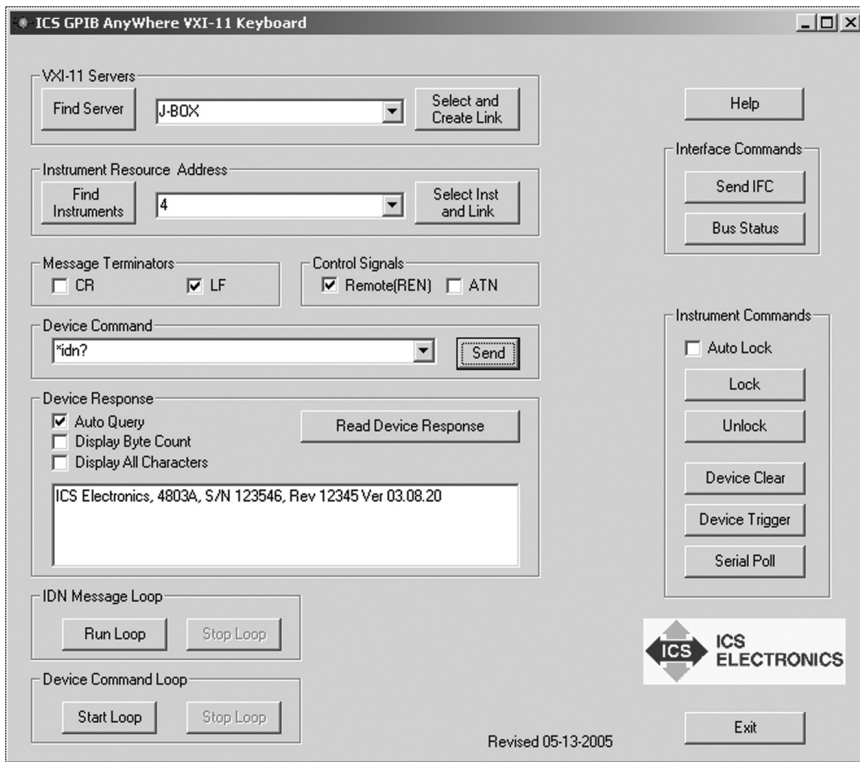 ICS GPIB AnyWhere VXI-11 Keyboard
VXI-11 Servers
Find Server
J-BOX
Select and
Create Link
Instrument Resource Address
Find
Instruments
4
Select Inst
and Link
Message Terminators
CR
LF
Control Signals
Remote(REN)
ATN
Device Command
*idn?
Send
Device Response
Auto Query
Display Byte Count
Display All Characters
Read Device Response
ICS Electronics, 4803A, S/N 123546, Rev 12345 Ver 03.08.20
IDN Message Loop
Run Loop
Stop Loop
Device Command Loop
Start Loop
Stop Loop
Revised 05-13-2005
Help
Interface Commands
Send IFC
Bus Status
Instrument Commands
Auto Lock
Lock
Unlock
Device Clear
Device Trigger
Serial Poll
ICS
ICS
ELECTRONICS
Exit